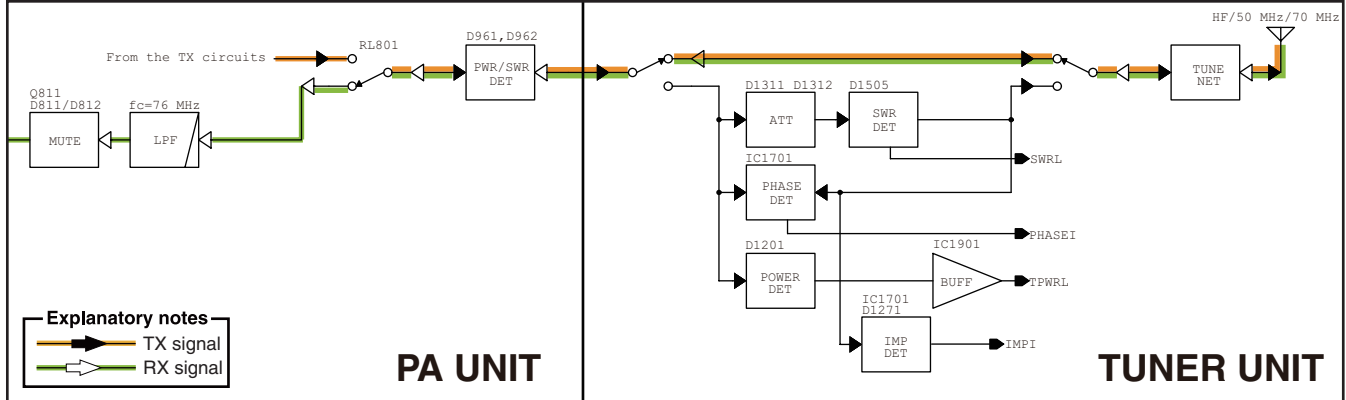 HF/50 MHz/70 MHz
From the TX circuits
RL801
D961,D962
PWR/SWR
DET
TUNE
NET
Q811
D811/D812
MUTE
fc=76 MHz
LPF
D1311 D1312
ATT
D1505
SWR
DET
SWRL
IC1701
PHASE
DET
PHASEI
D1201
POWER
DET
IC1901
BUFF
TPWRL
IC1701
D1271
IMP
DET
IMPI
Explanatory notes
TX signal
RX signal
PA UNIT
TUNER UNIT